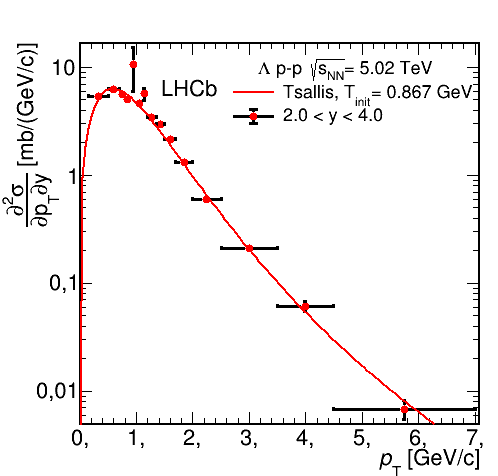 LHCb
Λ p-p √s_NN = 5.02 TeV
Tsallis, T_init = 0.867 GeV
2.0 < y < 4.0
∂²σ/∂p_T∂y [mb/(GeV/c)]
10
1
0,1
0,01
0, 1, 2, 3, 4, 5, 6, 7,
p_T [GeV/c]